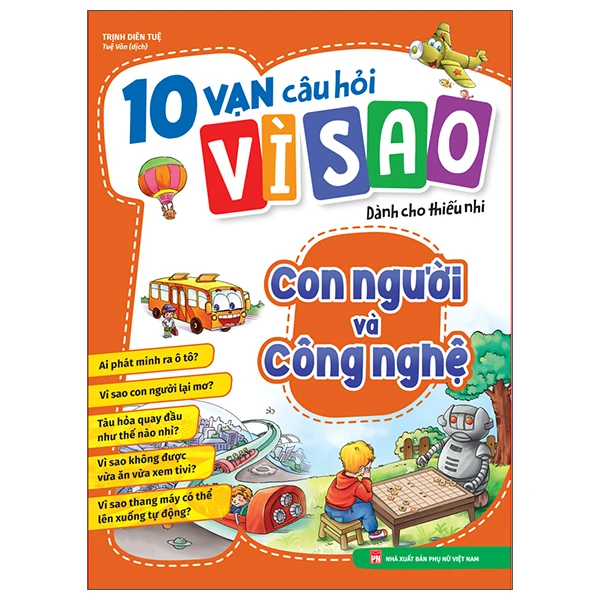 TRỊNH DIÊN TUỆ
Tuệ Văn (dịch)
10 VẠN câu hỏi
VÌ SAO
Dành cho thiếu nhi
Con người
và
Công nghệ
Ai phát minh ra ô tô?
Vì sao con người lại mơ?
Tàu hỏa quay đầu
như thế nào nhỉ?
Vì sao không được
vừa ăn vừa xem tivi?
Vì sao thang máy có thể
lên xuống tự động?
PN NHÀ XUẤT BẢN PHỤ NỮ VIỆT NAM